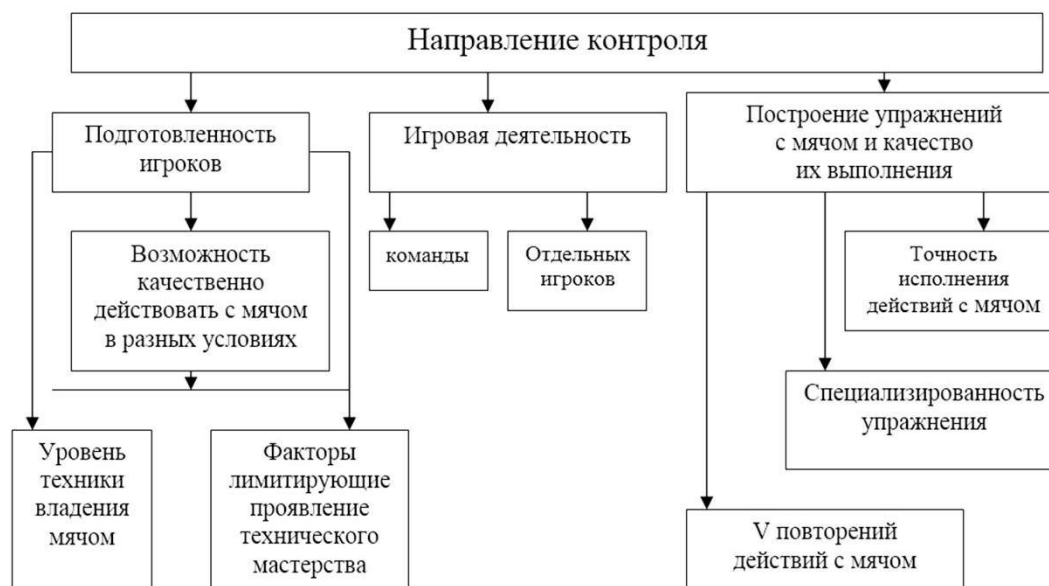 Направление контроля
Подготовленность
игроков
Игровая деятельность
Построение упражнений
с мячом и качество
их выполнения
Возможность
качественно
действовать с мячом
в разных условиях
команды
Отдельных
игроков
Точность
исполнения
действий с мячом
Специализированность
упражнения
Уровень
техники
владения
мячом
Факторы
лимитирующие
проявление
технического
мастерства
V повторений
действий с мячом